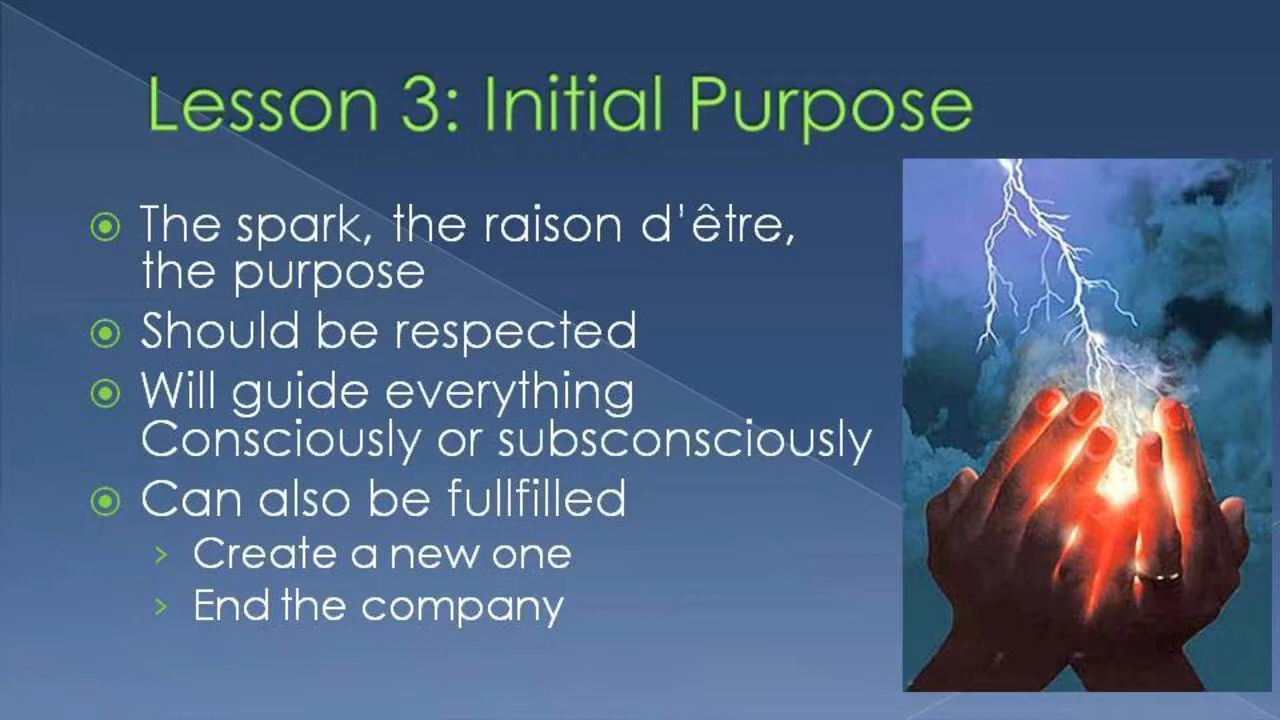 Lesson 3: Initial Purpose
The spark, the raison d'être,
the purpose
Should be respected
Will guide everything
Consciously or subsconsciously
Can also be fullfilled
Create a new one
End the company